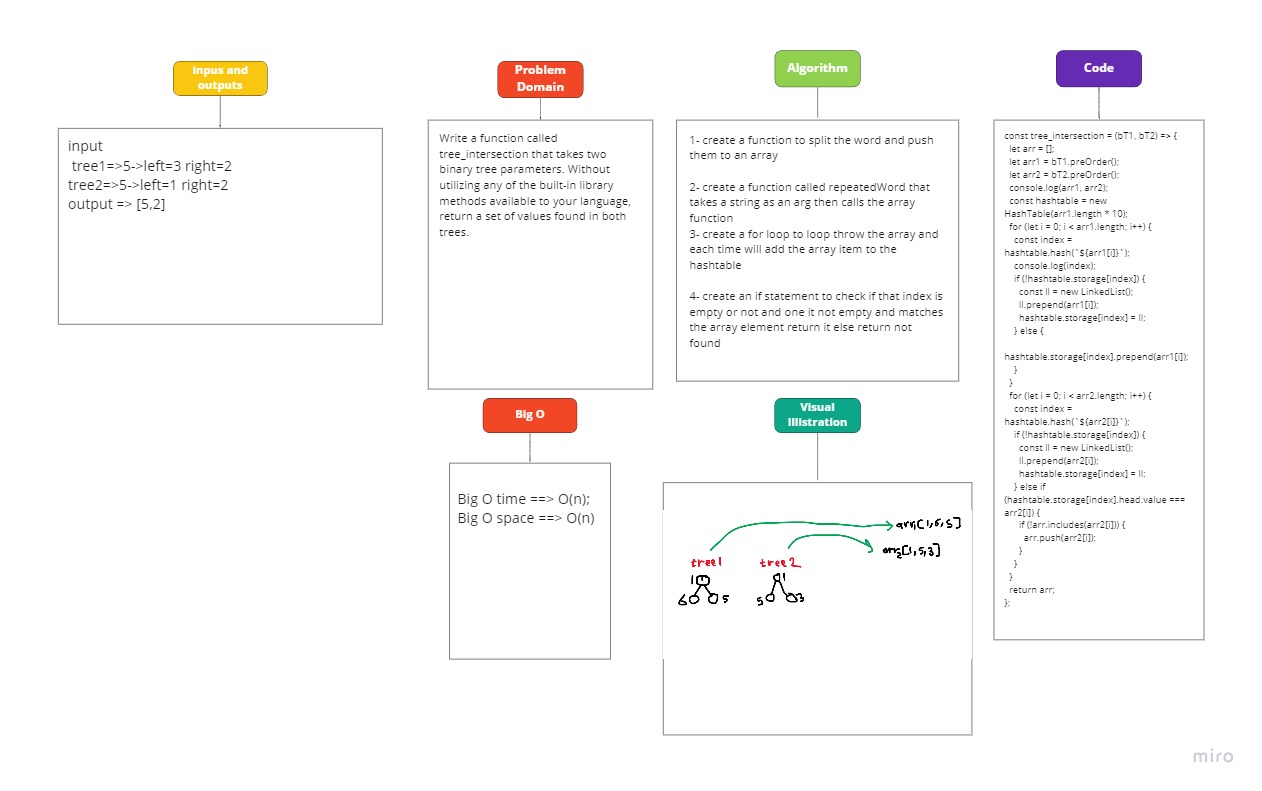 Inpus and
outputs
input
tree1=>5->left=3 right=2
tree2=>5->left=1 right=2
output => [5,2]
Problem
Domain
Write a function called
tree_intersection that takes two
binary tree parameters. Without
utilizing any of the built-in library
methods available to your language,
return a set of values found in both
trees.
Algorithm
1- create a function to split the word and push
them to an array
2- create a function called repeatedWord that
takes a string as an arg then calls the array
function
3- create a for loop to loop throw the array and
each time will add the array item to the
hashtable
4- create an if statement to check if that index is
empty or not and one it not empty and matches
the array element return it else return not
found
Code
const tree_intersection = (bT1, bT2) => {
let arr = [];
let arr1 = bT1.preOrder();
let arr2 = bT2.preOrder();
console.log(arr1, arr2);
const hashtable = new
HashTable(arr1.length * 10);
for (let i = 0; i < arr1.length; i++) {
const index =
hashtable.hash(`${arr1[i]}`);
console.log(index);
if (!hashtable.storage[index]) {
const ll = new LinkedList();
ll.prepend(arr1[i]);
hashtable.storage[index] = ll;
} else {
hashtable.storage[index].prepend(arr1[i]);
}
}
for (let i = 0; i < arr2.length; i++) {
const index =
hashtable.hash(`${arr2[i]}`);
if (!hashtable.storage[index]) {
const ll = new LinkedList();
ll.prepend(arr2[i]);
hashtable.storage[index] = ll;
} else if
(hashtable.storage[index].head.value ===
arr2[i]) {
if (!arr.includes(arr2[i])) {
arr.push(arr2[i]);
}
}
}
return arr;
};
Big O
Big O time ==> O(n);
Big O space ==> O(n)
Visual
Illistration
arr1[1,6,5]
arr2[1,5,3]
tree1
tree2
1
6 5
1
5 3
miro